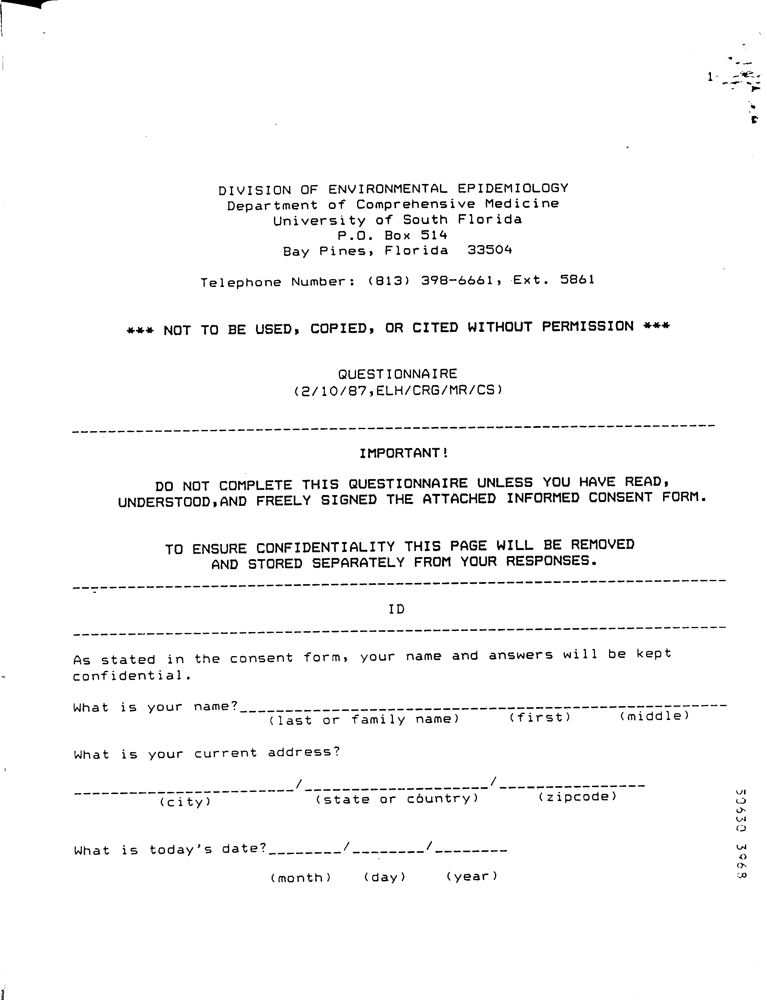 1
DIVISION OF ENVIRONMENTAL EPIDEMIOLOGY
Department of Comprehensive Medicine
University of South Florida
P.O. Box 514
Bay Pines, Florida 33504
Telephone Number: (813) 398-6661, Ext. 5861
*** NOT TO BE USED, COPIED, OR CITED WITHOUT PERMISSION ***
QUESTIONNAIRE
(2/10/87,ELH/CRG/MR/CS)
IMPORTANT!
DO NOT COMPLETE THIS QUESTIONNAIRE UNLESS YOU HAVE READ,
UNDERSTOOD,AND FREELY SIGNED THE ATTACHED INFORMED CONSENT FORM.
TO ENSURE CONFIDENTIALITY THIS PAGE WILL BE REMOVED
AND STORED SEPARATELY FROM YOUR RESPONSES.
ID
As stated in the consent form, your name and answers will be kept
confidential.
What is your name?
(last or family name) (first) (middle)
What is your current address?
/ /
(city) (state or country) (zipcode)
What is today's date?________/________/________
(month) (day) (year)
50630 3968